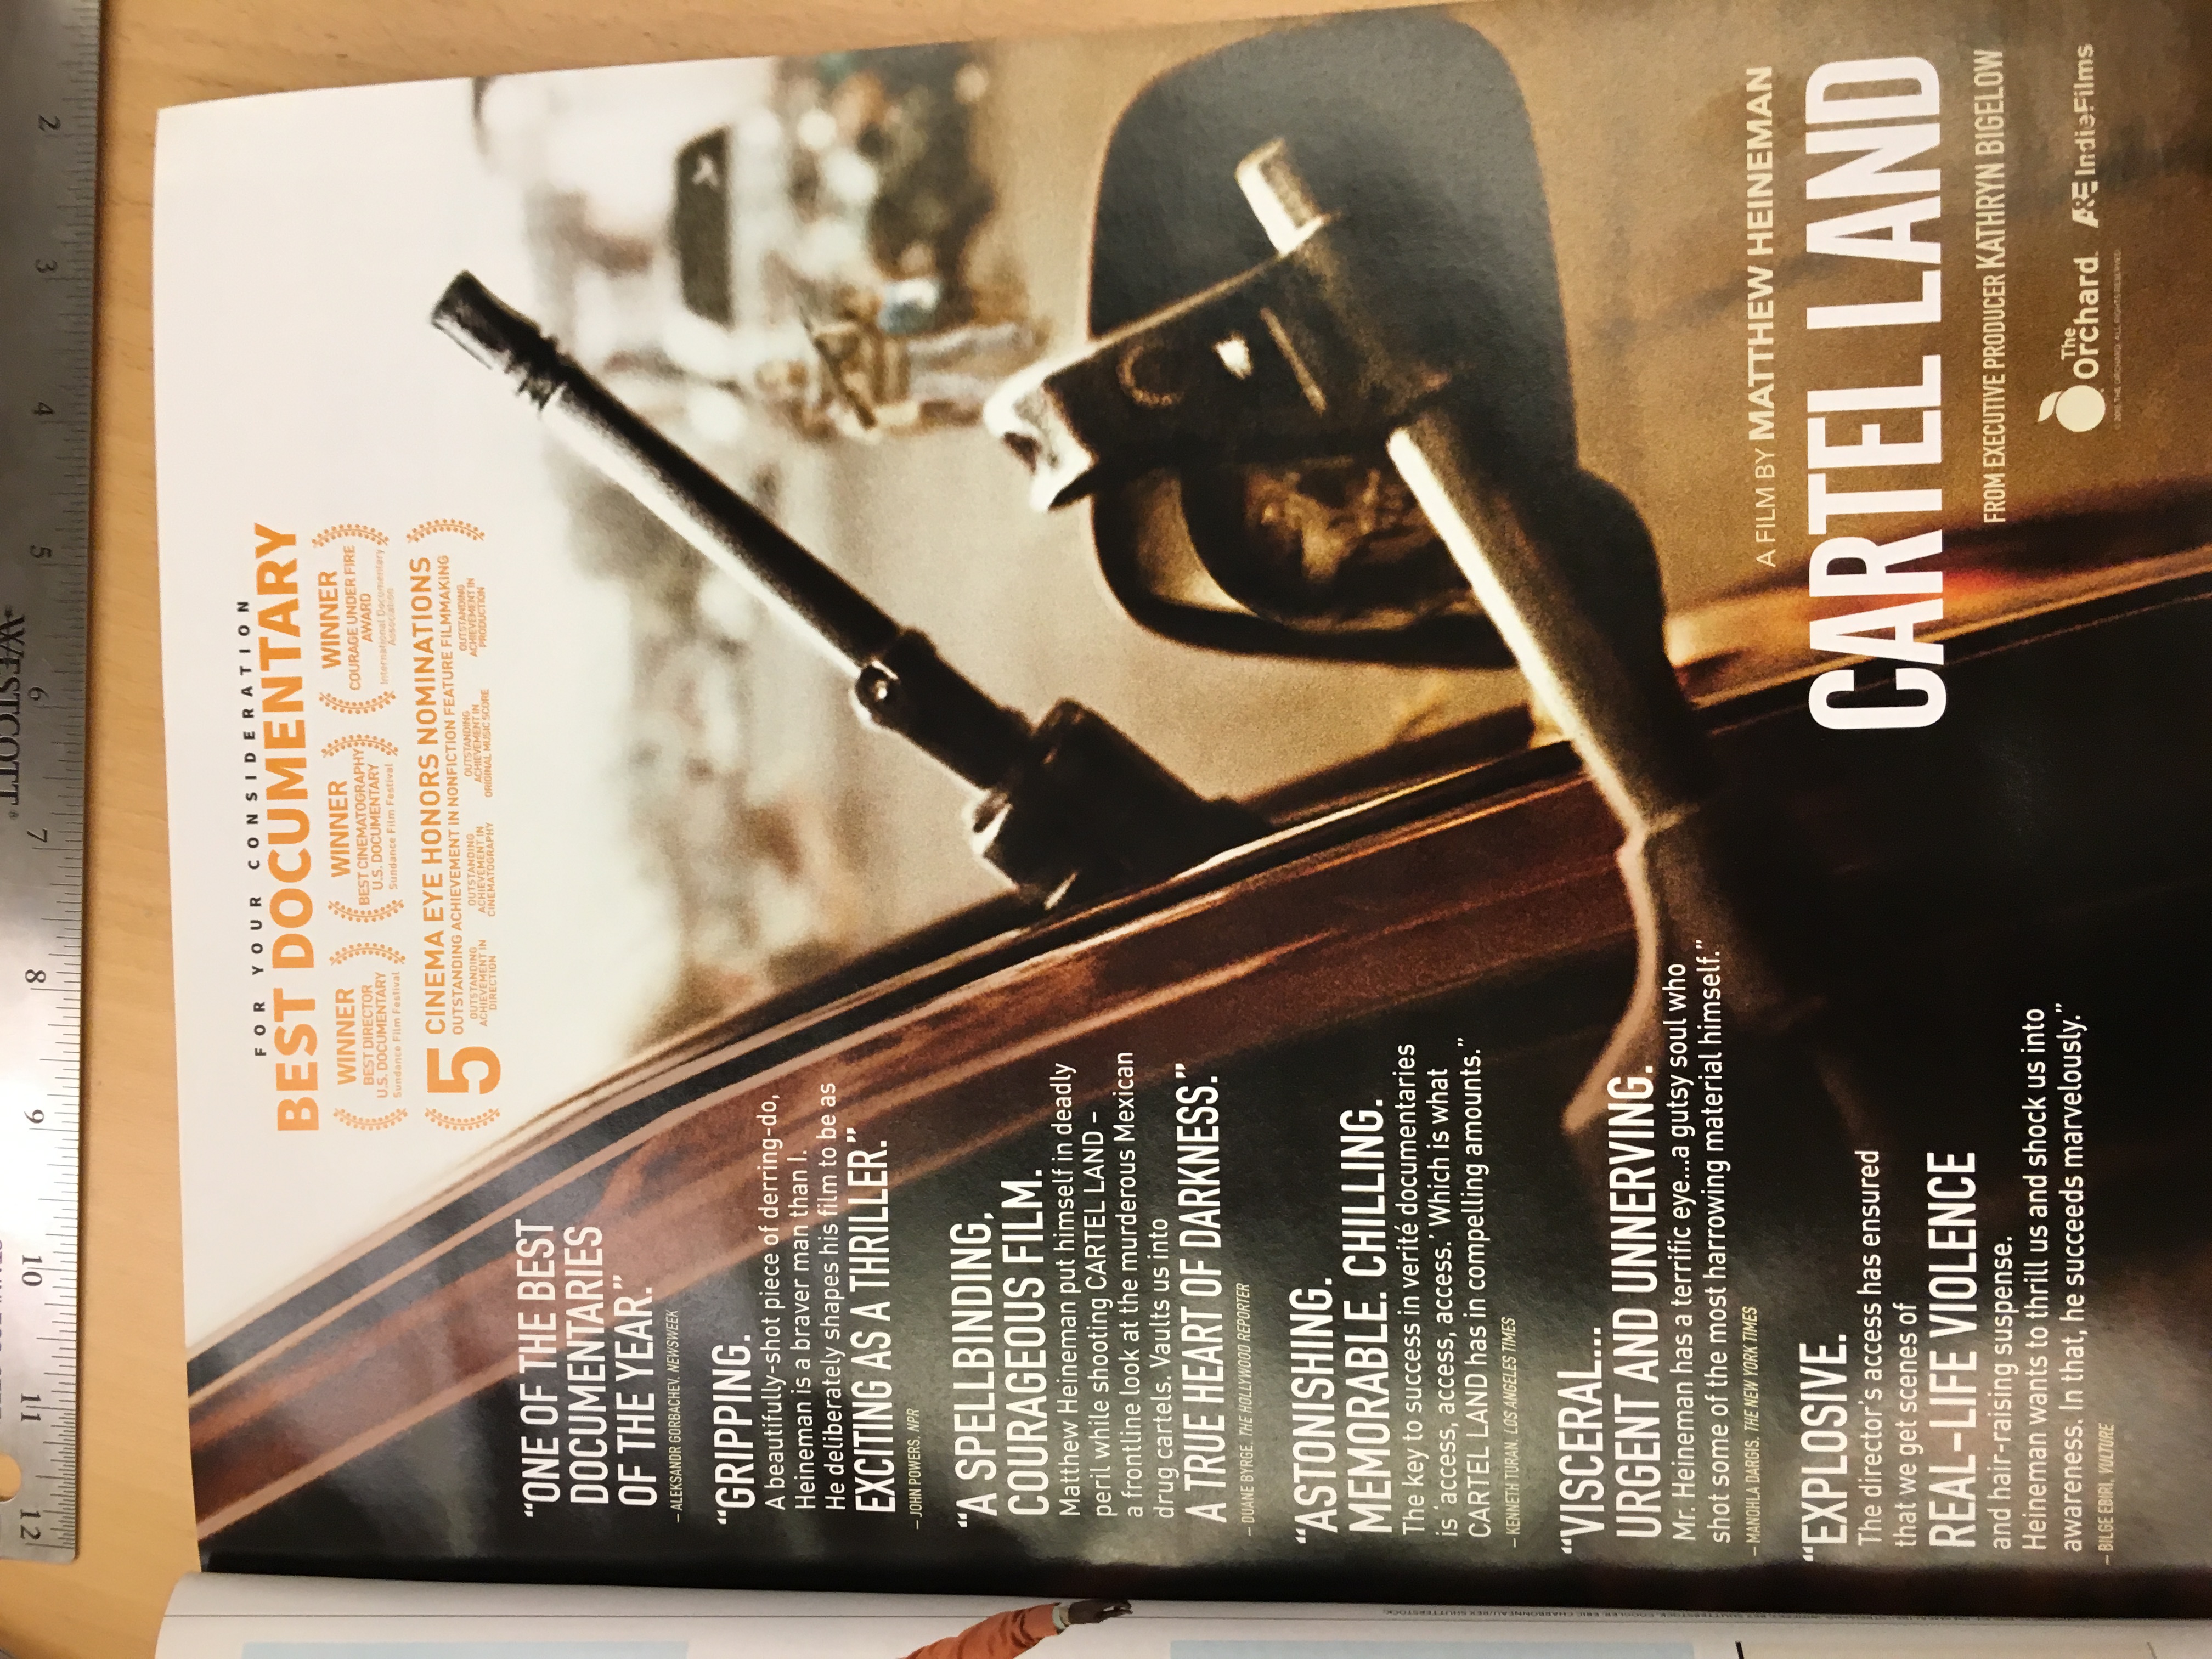 FOR YOUR CONSIDERATION
BEST DOCUMENTARY
WINNER
BEST DIRECTOR
U.S. DOCUMENTARY
Sundance Film Festival
WINNER
BEST CINEMATOGRAPHY
U.S. DOCUMENTARY
Sundance Film Festival
WINNER
COURAGE UNDER FIRE
AWARD
International Documentary
Association
5 CINEMA EYE HONORS NOMINATIONS
OUTSTANDING ACHIEVEMENT IN NONFICTION FEATURE FILMMAKING
OUTSTANDING
ACHIEVEMENT IN
DIRECTION
OUTSTANDING
ACHIEVEMENT IN
CINEMATOGRAPHY
OUTSTANDING
ACHIEVEMENT IN
ORIGINAL MUSIC SCORE
OUTSTANDING
ACHIEVEMENT IN
PRODUCTION
“ONE OF THE BEST
DOCUMENTARIES
OF THE YEAR.”
– ALEKSANDR GORBACHEV, NEWSWEEK
“GRIPPING.
A beautifully-shot piece of derring-do,
Heineman is a braver man than I.
He deliberately shapes his film to be as
EXCITING AS A THRILLER.”
– JOHN POWERS, NPR
“A SPELLBINDING,
COURAGEOUS FILM.
Matthew Heineman put himself in deadly
peril while shooting CARTEL LAND –
a frontline look at the murderous Mexican
drug cartels. Vaults us into
A TRUE HEART OF DARKNESS.”
– DUANE BYRGE, THE HOLLYWOOD REPORTER
“ASTONISHING.
MEMORABLE. CHILLING.
The key to success in verité documentaries
is ‘access, access, access.’ Which is what
CARTEL LAND has in compelling amounts.”
– KENNETH TURAN, LOS ANGELES TIMES
“VISCERAL...
URGENT AND UNNERVING.
Mr. Heineman has a terrific eye...a gutsy soul who
shot some of the most harrowing material himself.”
– MANOHLA DARGIS, THE NEW YORK TIMES
“EXPLOSIVE.
The director’s access has ensured
that we get scenes of
REAL-LIFE VIOLENCE
and hair-raising suspense.
Heineman wants to thrill us and shock us into
awareness. In that, he succeeds marvelously.”
– BILGE EBIRI, VULTURE
A FILM BY MATTHEW HEINEMAN
CARTEL LAND
FROM EXECUTIVE PRODUCER KATHRYN BIGELOW
The Orchard
A&E IndieFilms
© 2015 THE ORCHARD. ALL RIGHTS RESERVED
WESTCOTT
2 3 4 5 6 7 8 9 10 11 12